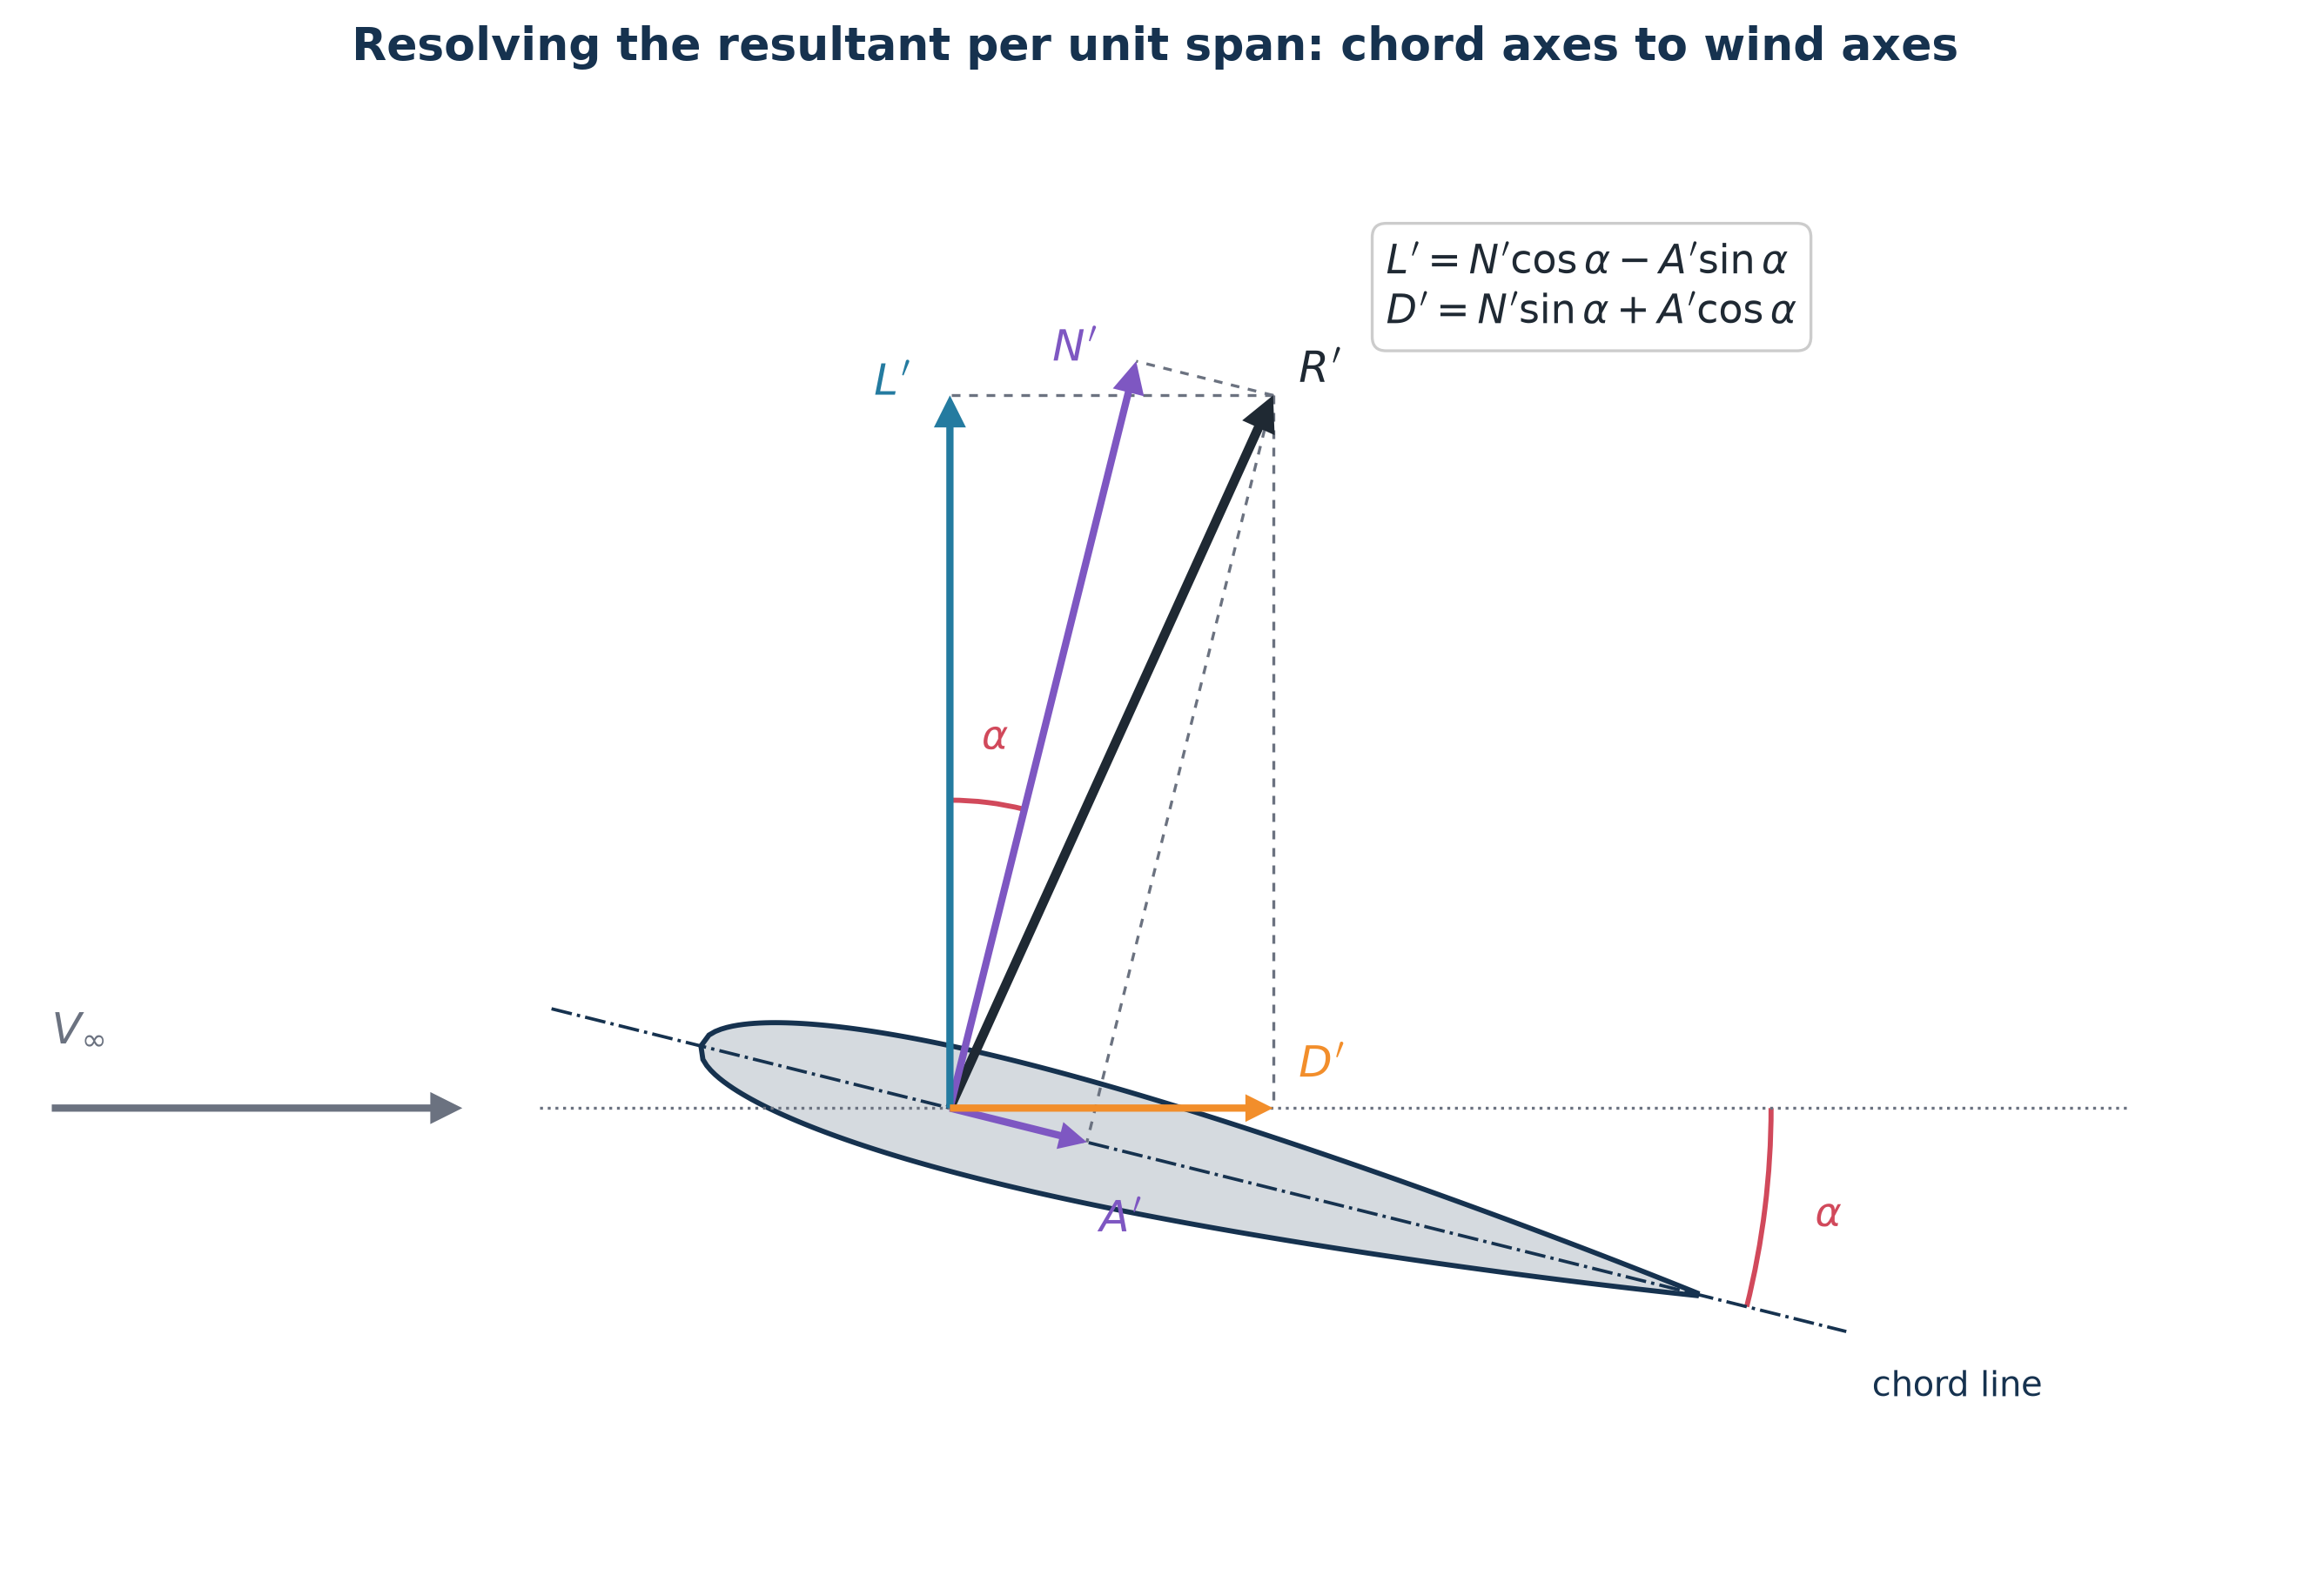 Resolving the resultant per unit span: chord axes to wind axes
L′ = N′cos α − A′sin α
D′ = N′sin α + A′cos α
N′
R′
L′
α
V∞
D′
A′
α
chord line